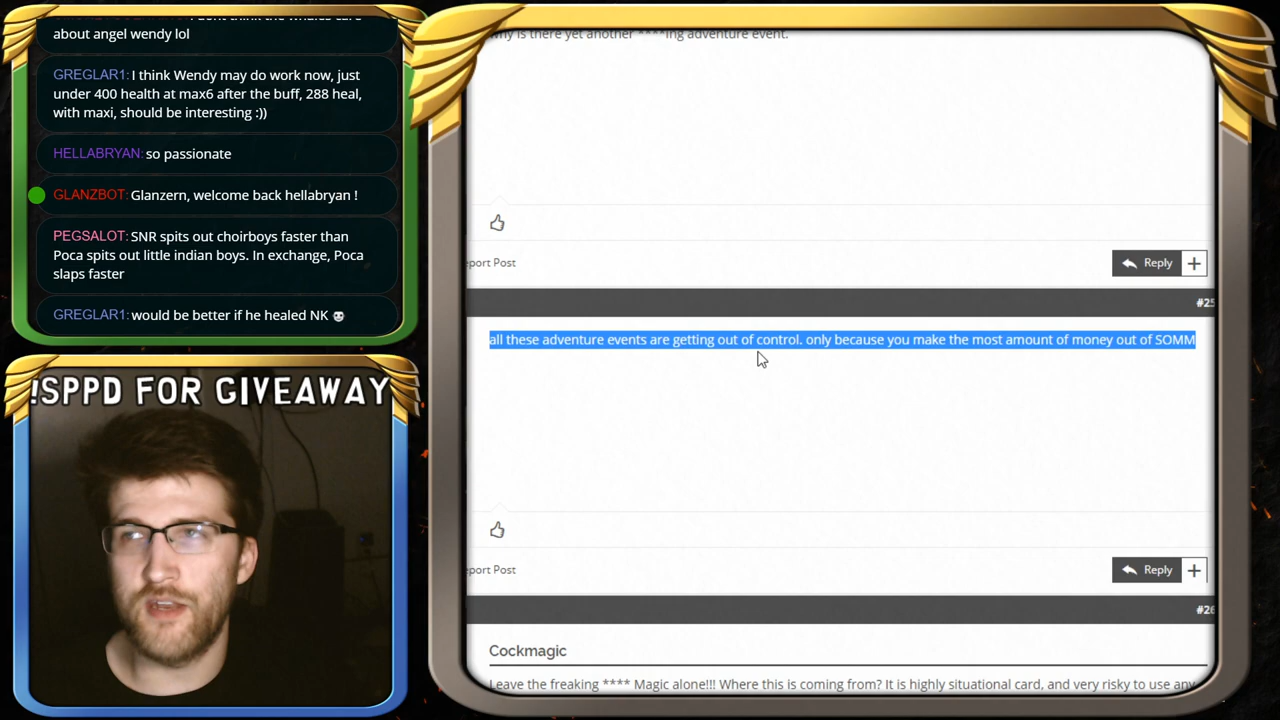 about angel wendy lol
GREGLAR1: I think Wendy may do work now, just
under 400 health at max6 after the buff, 288 heal,
with maxi, should be interesting :))
HELLABRYAN: so passionate
GLANZBOT: Glanzern, welcome back hellabryan !
PEGSALOT: SNR spits out choirboys faster than
Poca spits out little indian boys. In exchange, Poca
slaps faster
GREGLAR1: would be better if he healed NK
!SPPD FOR GIVEAWAY
why is there yet another ****ing adventure event.
eport Post
Reply
#25
all these adventure events are getting out of control. only because you make the most amount of money out of SOMM
eport Post
Reply
#26
Cockmagic
Leave the freaking **** Magic alone!!! Where this is coming from? It is highly situational card, and very risky to use any